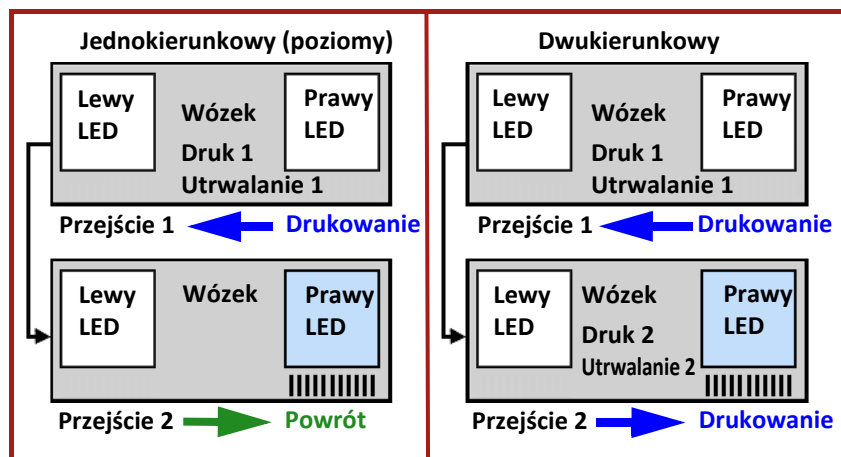 Jednokierunkowy (poziomy)
Lewy
LED
Wózek
Druk 1
Utrwalanie 1
Prawy
LED
Przejście 1
Drukowanie
Lewy
LED
Wózek
Prawy
LED
Przejście 2
Powrót
Dwukierunkowy
Lewy
LED
Wózek
Druk 1
Utrwalanie 1
Prawy
LED
Przejście 1
Drukowanie
Lewy
LED
Wózek
Druk 2
Utrwalanie 2
Prawy
LED
Przejście 2
Drukowanie